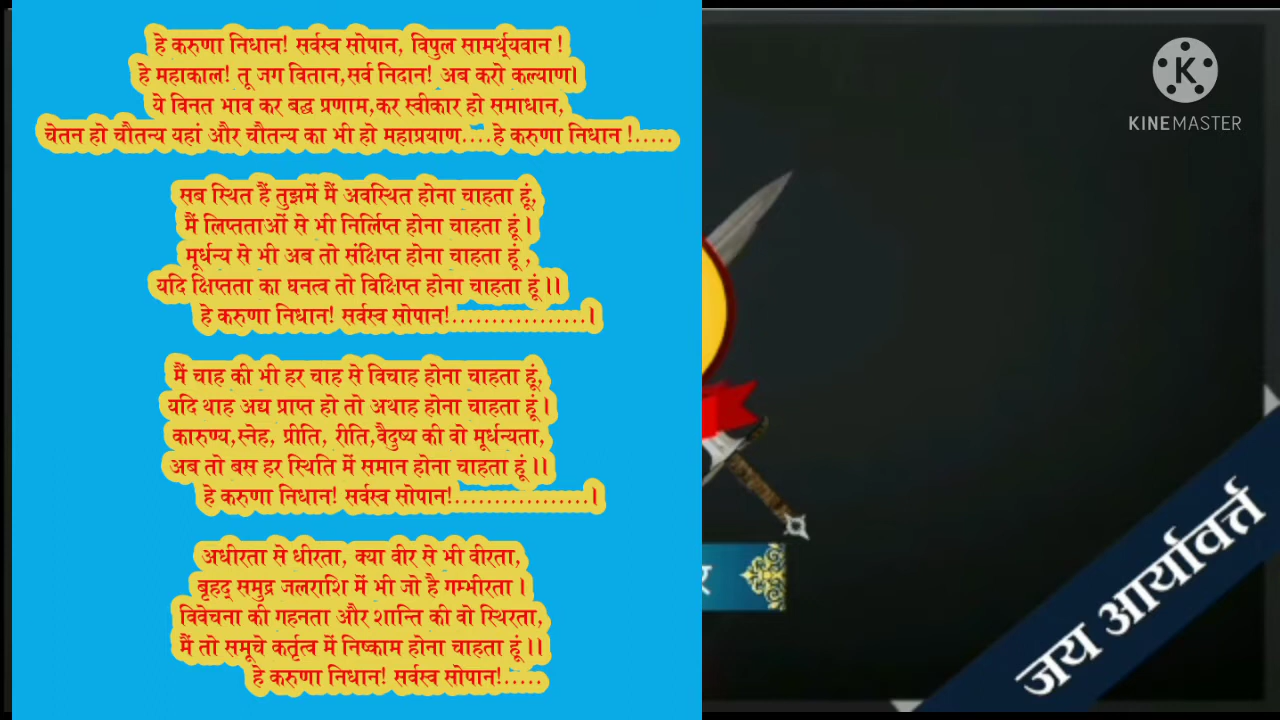 हे करुणा निधान! सर्वस्व सोपान, विपुल सामर्थ्यवान !
हे महाकाल! तू जग वितान,सर्व निदान! अब करो कल्याण।
ये विनत भाव कर बद्ध प्रणाम,कर स्वीकार हो समाधान,
चेतन हो चौतन्य यहां और चौतन्य का भी हो महाप्रयाण....हे करुणा निधान !.....
सब स्थित हैं तुझमें मैं अवस्थित होना चाहता हूं,
मैं लिप्तताओं से भी निर्लिप्त होना चाहता हूं ।
मूर्धन्य से भी अब तो संक्षिप्त होना चाहता हूं ,
यदि क्षिप्तता का घनत्व तो विक्षिप्त होना चाहता हूं ।।
हे करुणा निधान! सर्वस्व सोपान!.................।
मैं चाह की भी हर चाह से विचाह होना चाहता हूं,
यदि थाह अद्य प्राप्त हो तो अथाह होना चाहता हूं ।
कारुण्य,स्नेह, प्रीति, रीति,वैदुष्य की वो मूर्धन्यता,
अब तो बस हर स्थिति में समान होना चाहता हूं ।।
हे करुणा निधान! सर्वस्व सोपान!.................।
अधीरता से धीरता, क्या वीर से भी वीरता,
बृहद् समुद्र जलराशि में भी जो है गम्भीरता ।
विवेचना की गहनता और शान्ति की वो स्थिरता,
मैं तो समूचे कर्तृत्व में निष्काम होना चाहता हूं ।।
हे करुणा निधान! सर्वस्व सोपान!.....
K
KINEMASTER
जय आर्यावर्त्त